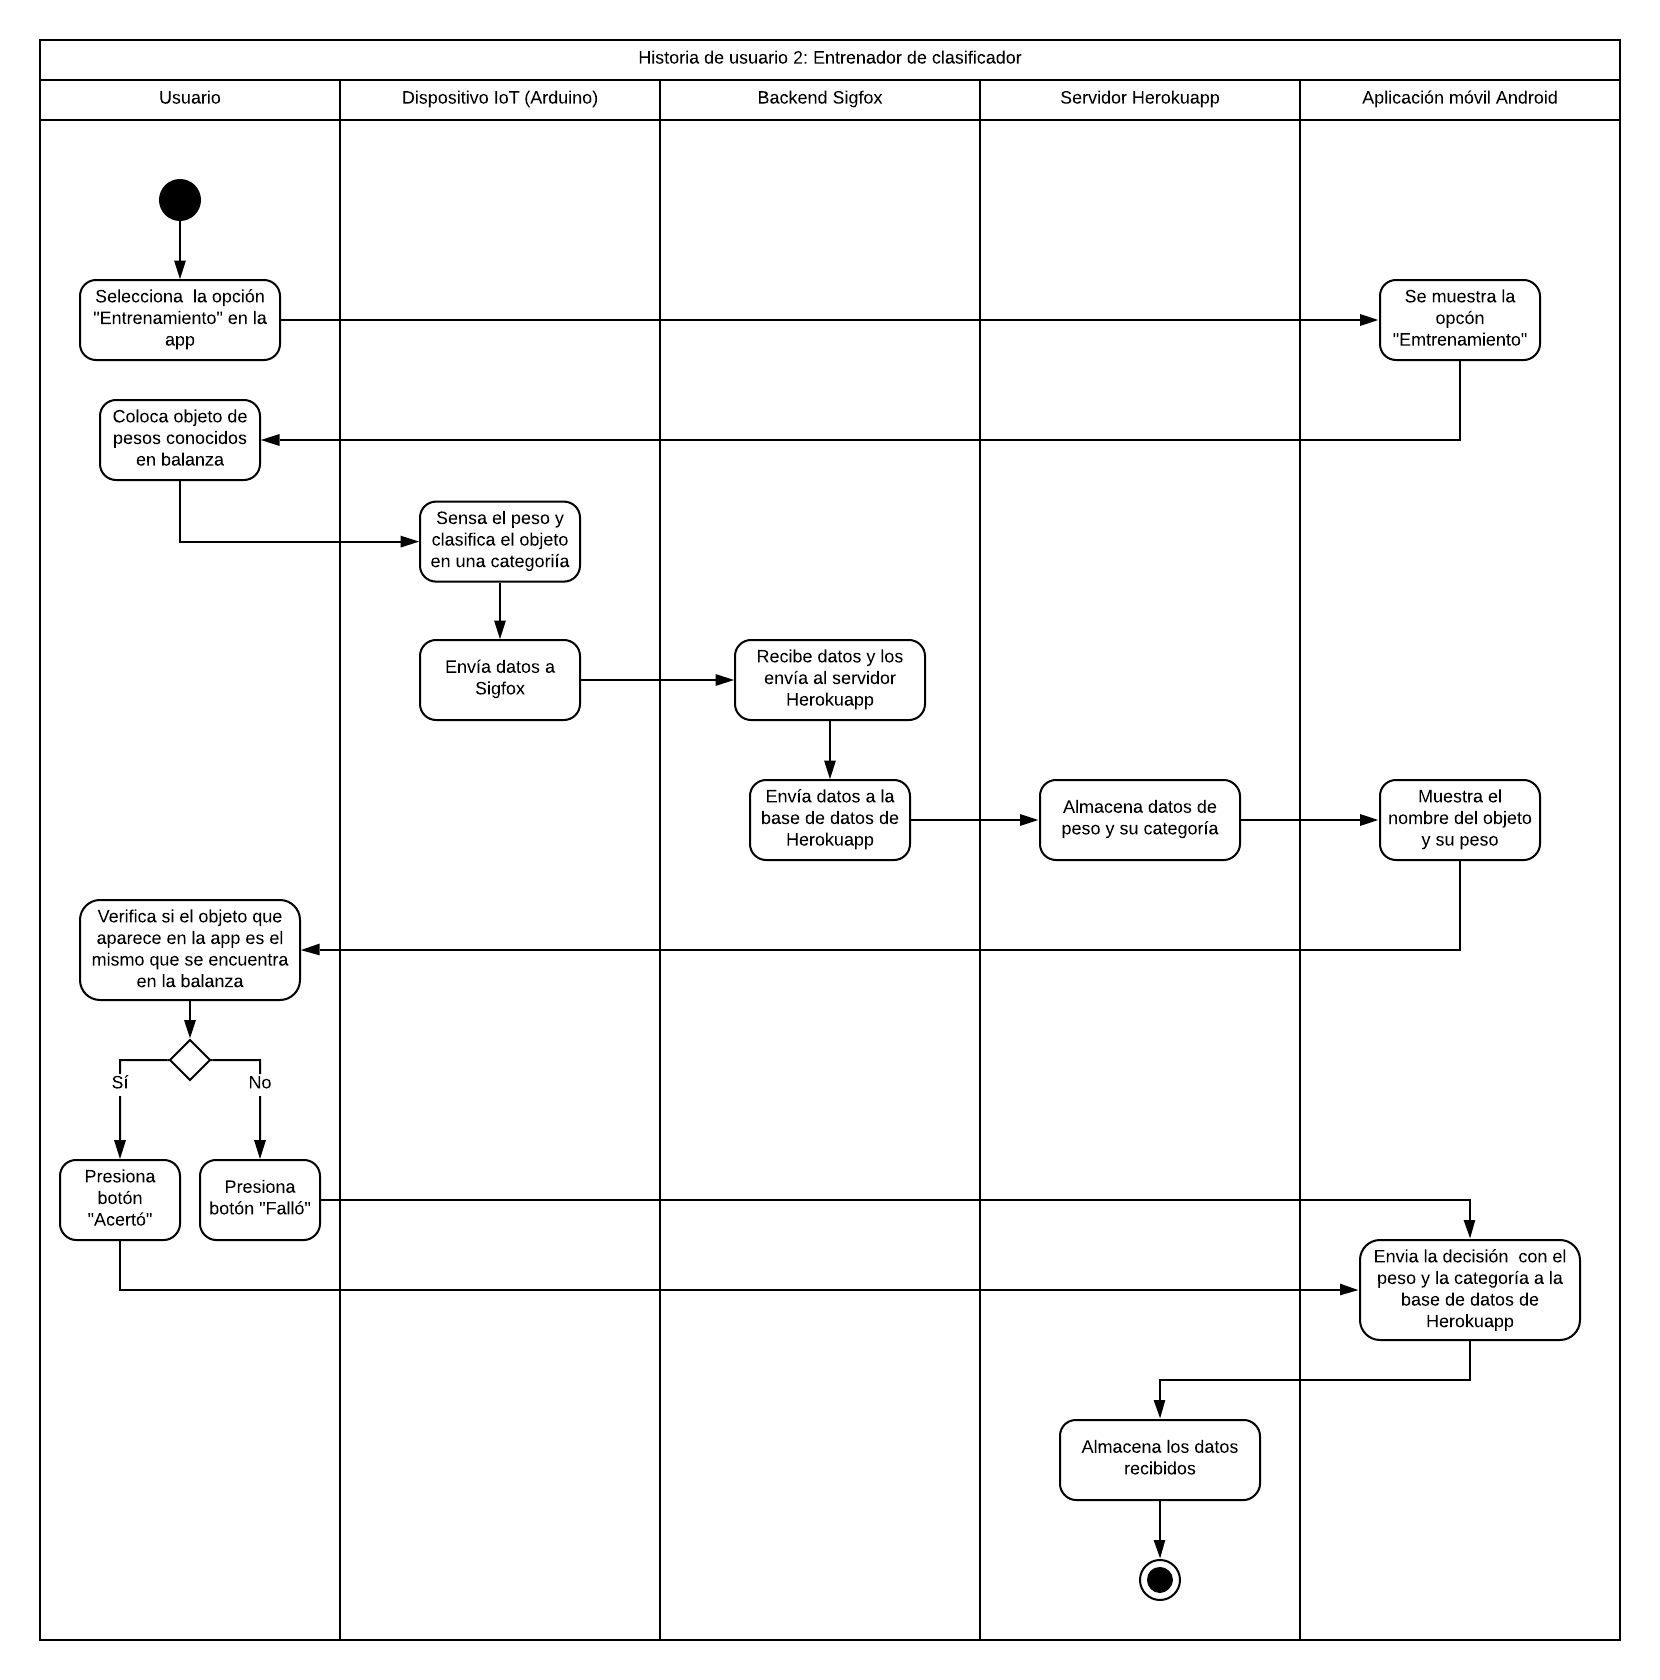 Historia de usuario 2: Entrenador de clasificador
Usuario
Dispositivo IoT (Arduino)
Backend Sigfox
Servidor Herokuapp
Aplicación móvil Android
Selecciona  la opción
"Entrenamiento" en la
app
Se muestra la
opcón
"Emtrenamiento"
Coloca objeto de
pesos conocidos
en balanza
Sensa el peso y
clasifica el objeto
en una categoriía
Envía datos a
Sigfox
Recibe datos y los
envía al servidor
Herokuapp
Envía datos a la
base de datos de
Herokuapp
Almacena datos de
peso y su categoría
Muestra el
nombre del objeto
y su peso
Verifica si el objeto que
aparece en la app es el
mismo que se encuentra
en la balanza
Sí
No
Presiona
botón
"Acertó"
Presiona
botón "Falló"
Envia la decisión  con el
peso y la categoría a la
base de datos de
Herokuapp
Almacena los datos
recibidos